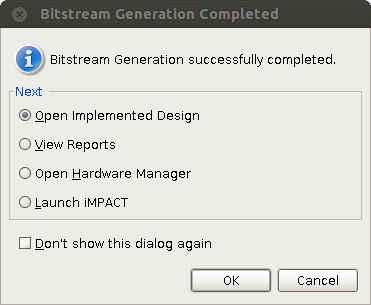 Bitstream Generation Completed
Bitstream Generation successfully completed.
Next
Open Implemented Design
View Reports
Open Hardware Manager
Launch iMPACT
Don't show this dialog again
OK Cancel